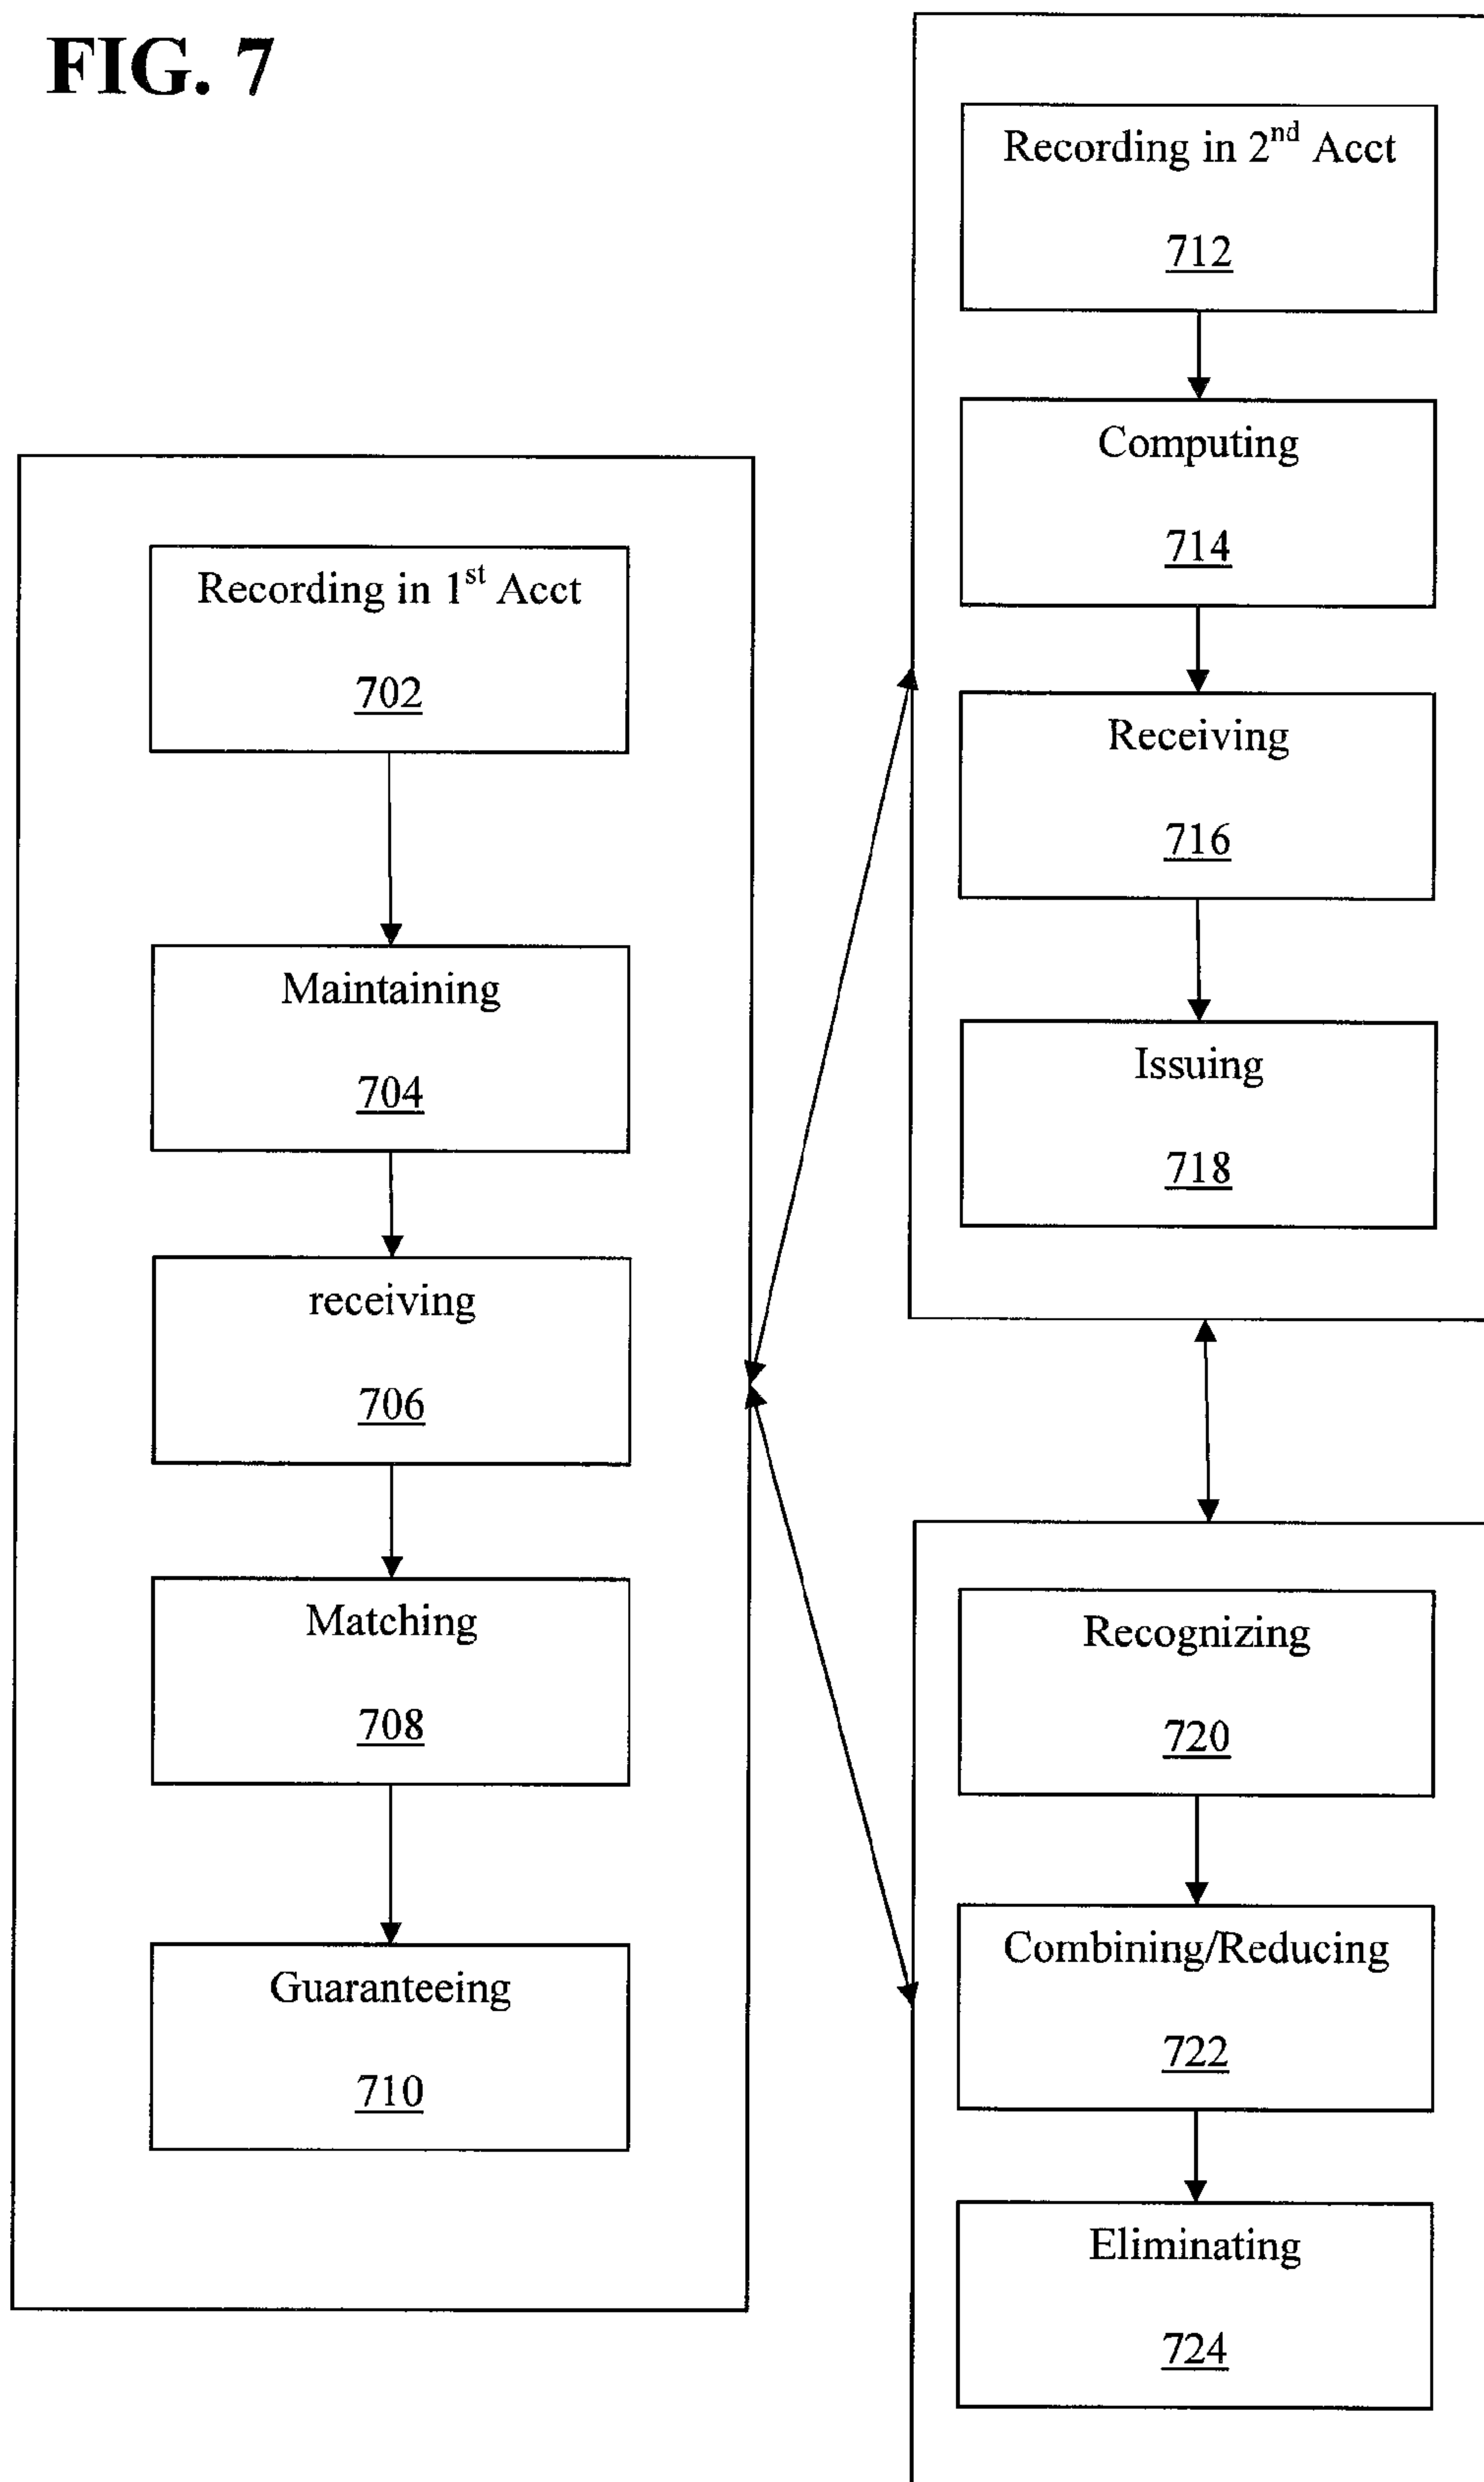 FIG. 7
Recording in 1st Acct
702
Maintaining
704
receiving
706
Matching
708
Guaranteeing
710
Recording in 2nd Acct
712
Computing
714
Receiving
716
Issuing
718
Recognizing
720
Combining/Reducing
722
Eliminating
724